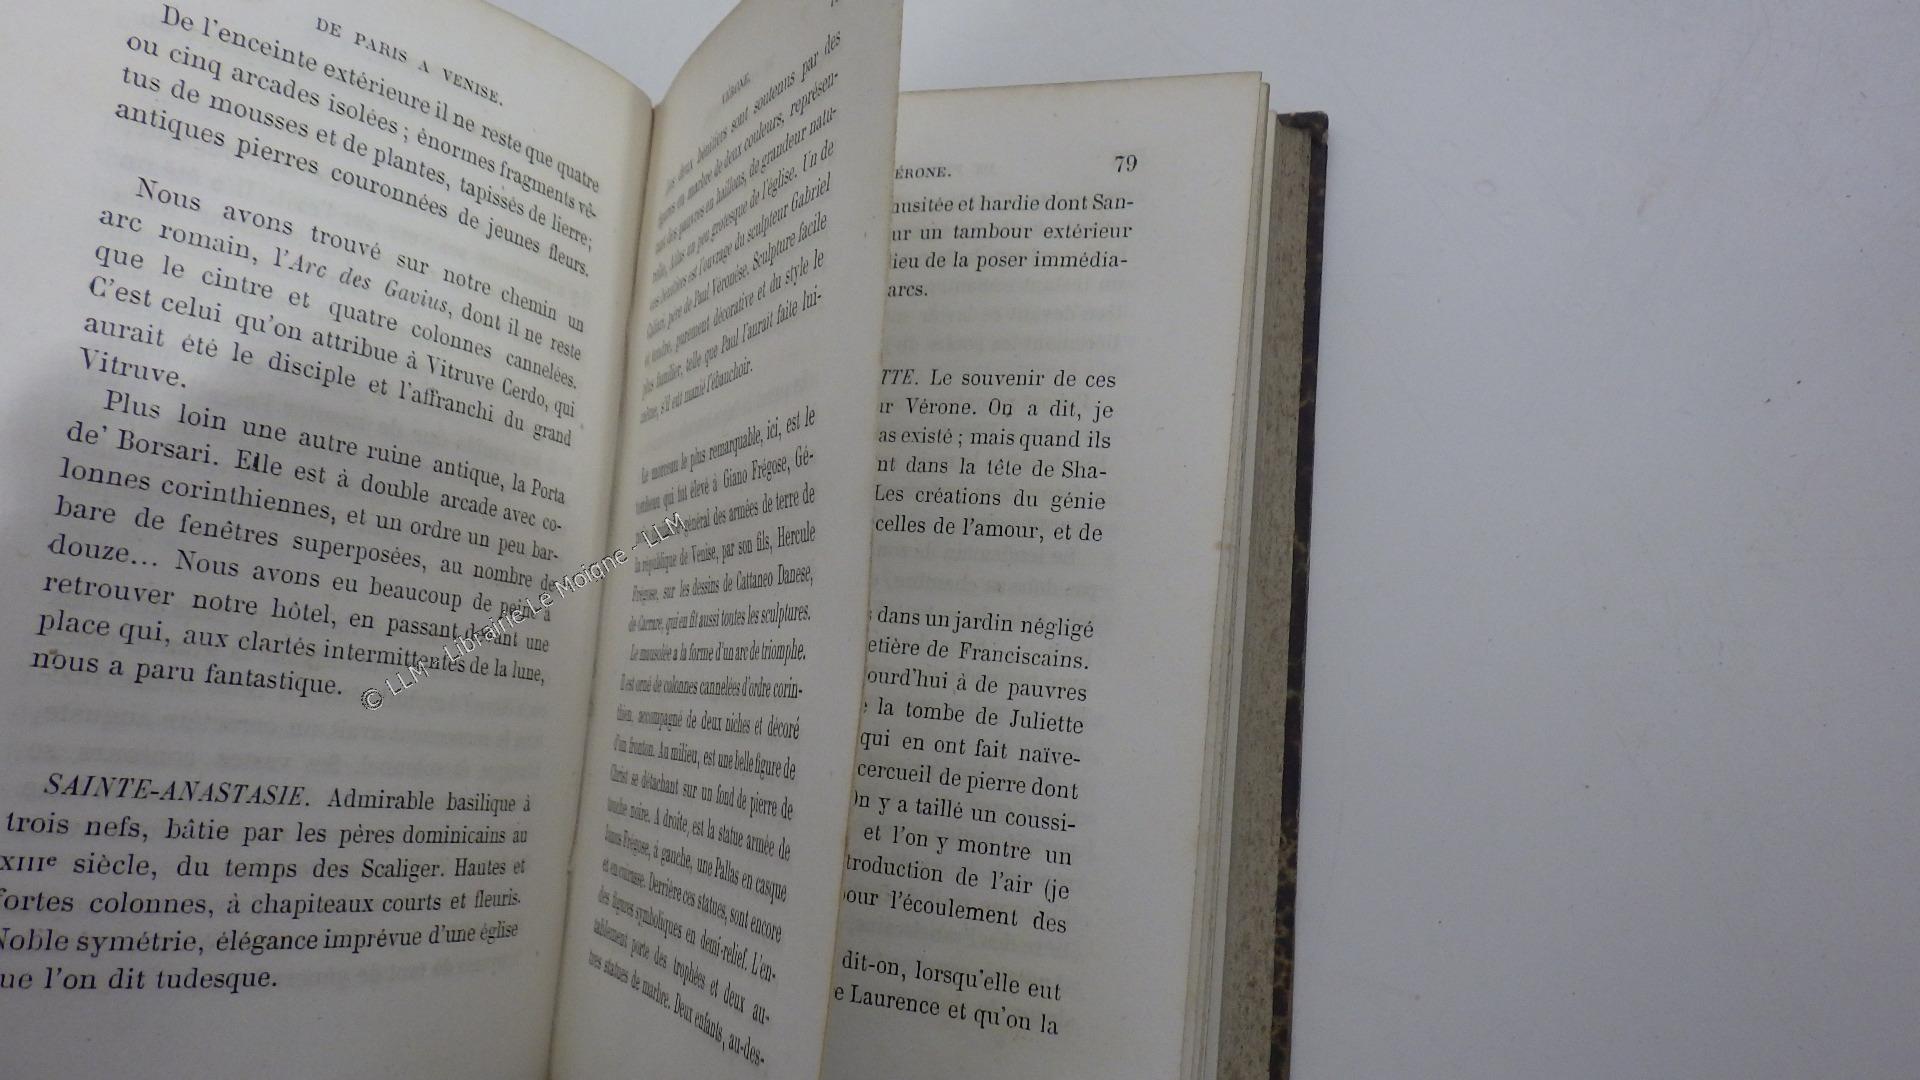 DE PARIS A VENISE.
De l'enceinte extérieure il ne reste que quatre
ou cinq arcades isolées ; énormes fragments vê-
tus de mousses et de plantes, tapissés de lierre ;
antiques pierres couronnées de jeunes fleurs.
Nous avons trouvé sur notre chemin un
arc romain, l'Arc des Gavius, dont il ne reste
que le cintre et quatre colonnes cannelées.
C'est celui qu'on attribue à Vitruve Cerdo, qui
aurait été le disciple et l'affranchi du grand
Vitruve.
Plus loin une autre ruine antique, la Porta
de' Borsari. Elle est à double arcade avec co-
lonnes corinthiennes, et un ordre un peu bar-
bare de fenêtres superposées, au nombre de
douze... Nous avons eu beaucoup de peine à
retrouver notre hôtel, en passant devant une
place qui, aux clartés intermittentes de la lune,
nous a paru fantastique.
SAINTE-ANASTASIE. Admirable basilique à
trois nefs, bâtie par les pères dominicains au
XIIIe siècle, du temps des Scaliger. Hautes et
fortes colonnes, à chapiteaux courts et fleuris.
Noble symétrie, élégance imprévue d'une église
que l'on dit tudesque.
VÉRONE.
Les deux bénitiers sont soutenus par des
figures en marbre de deux couleurs, représen-
tant des pauvres en haillons, de grandeur natu-
relle, Atlas un peu grotesque de l'église. Un de
ces bénitiers est l'ouvrage du sculpteur Gabriel
Caliari, père de Paul Véronèse. Sculpture facile
et tendre, purement décorative et du style le
plus familier, telle que Paul l'aurait faite lui-
même, s'il eût manié l'ébauchoir.
Le morceau le plus remarquable, ici, est le
tombeau qui fut élevé à Giano Frégose, Gé-
général des armées de terre de
la république de Venise, par son fils, Hercule
Frégose, sur les dessins de Cattaneo Danese,
de Carrare, qui en fit aussi toutes les sculptures.
Le mausolée a la forme d'un arc de triomphe.
Il est orné de colonnes cannelées d'ordre corin-
thien, accompagné de deux niches et décoré
d'un fronton. Au milieu, est une belle figure de
Christ se détachant sur un fond de pierre de
touche noire. A droite, est la statue armée de
Janus Frégose, à gauche, une Pallas en casque
et en cuirasse. Derrière ces statues, sont encore
des figures symboliques en demi-relief. L'en-
tablement porte des trophées et deux au-
tres statues de marbre. Deux enfants, au-des-
ÉRONE. 79
nusitée et hardie dont San-
ur un tambour extérieur
lieu de la poser immédia-
arcs.
TTE. Le souvenir de ces
ur Vérone. On a dit, je
as existé ; mais quand ils
nt dans la tête de Sha-
Les créations du génie
celles de l'amour, et de
s dans un jardin négligé
etière de Franciscains.
ourd'hui à de pauvres
e la tombe de Juliette
qui en ont fait naïve-
cercueil de pierre dont
On y a taillé un coussi-
et l'on y montre un
troduction de l'air (je
pour l'écoulement des
dit-on, lorsqu'elle eut
e Laurence et qu'on la
© LLM - Librairie Le Moigne - LLM